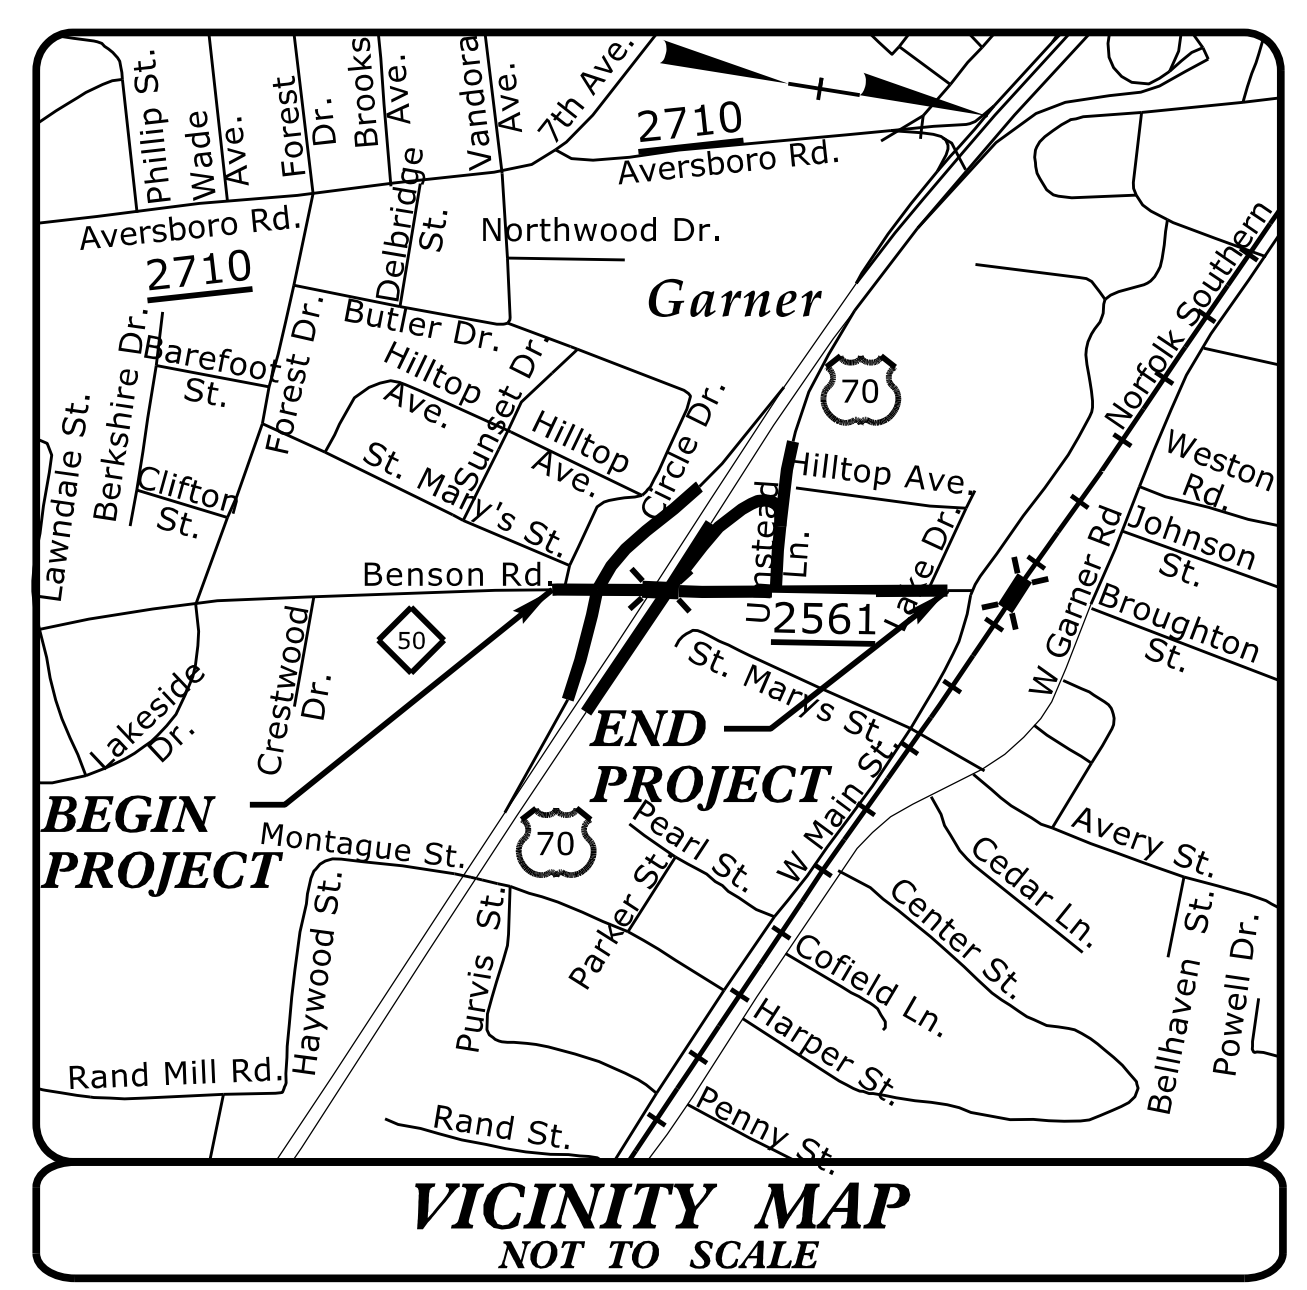 Phillip St.
Wade
Ave.
Forest
Dr.
Brooks
Ave.
Vandora
Ave.
7th Ave.
2710
Aversboro Rd.
Aversboro Rd.
2710
Delbridge
St.
Northwood Dr.
Garner
Norfolk Southern
Butler Dr.
Berkshire Dr.
Barefoot
St.
Forest Dr.
Hilltop
Ave.
Sunset Dr.
Hilltop
Ave.
Circle Dr.
70
Lawndale St.
Clifton
St.
St. Mary's St.
Hilltop Ave.
Weston
Rd.
Johnson
St.
Umstead
Ln.
Lake Dr.
W Garner Rd
Benson Rd.
50
2561
Broughton
St.
Crestwood
Dr.
Lakeside
Dr.
St. Marys St.
END
PROJECT
W Main St.
BEGIN
PROJECT
Montague St.
70
Pearl St.
Parker St.
Avery St.
Cedar Ln.
Center St.
Haywood St.
Purvis St.
Cofield Ln.
Bellhaven St.
Powell Dr.
Harper St.
Rand Mill Rd.
Rand St.
Penny St.
VICINITY MAP
NOT TO SCALE